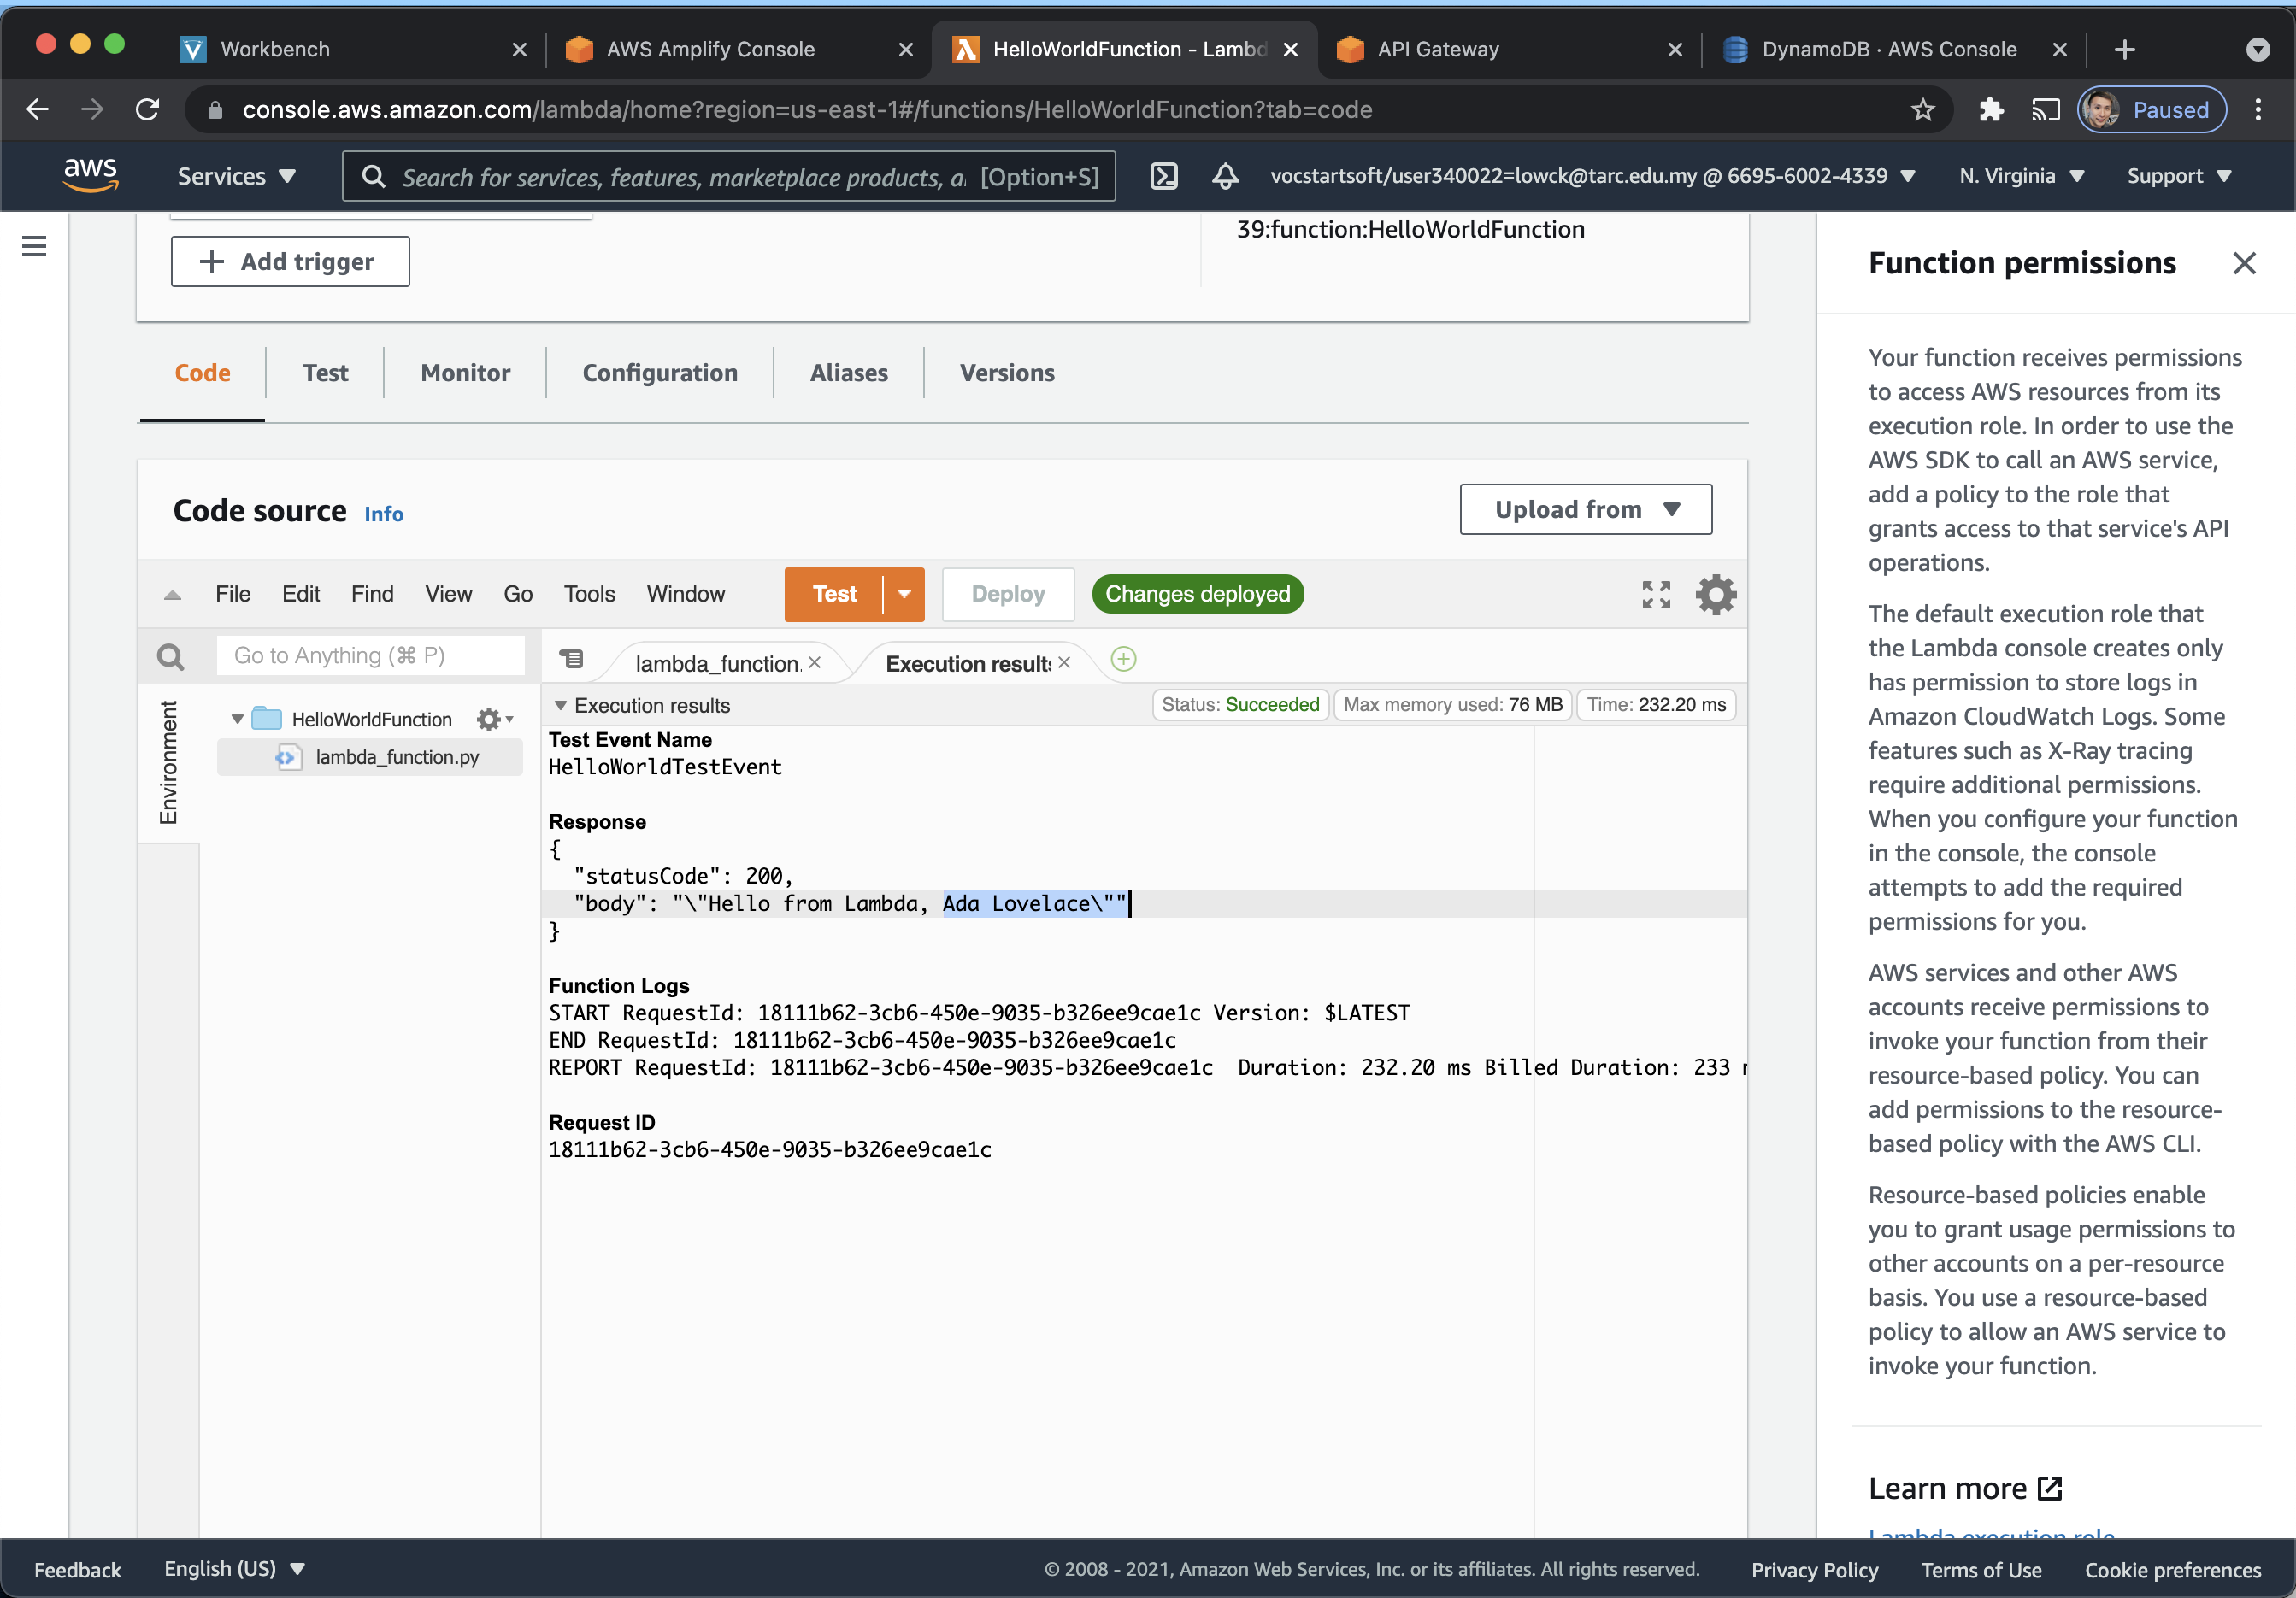 Workbench
AWS Amplify Console
HelloWorldFunction - Lambd
API Gateway
DynamoDB · AWS Console
console.aws.amazon.com/lambda/home?region=us-east-1#/functions/HelloWorldFunction?tab=code
Paused
aws
Services
Search for services, features, marketplace products, a
[Option+S]
vocstartsoft/user340022=lowck@tarc.edu.my @ 6695-6002-4339
N. Virginia
Support
39:function:HelloWorldFunction
Add trigger
Code
Test
Monitor
Configuration
Aliases
Versions
Code source Info
Upload from
File Edit Find View Go Tools Window
Test
Deploy
Changes deployed
Go to Anything (⌘ P)
lambda_function.
Execution results
Environment
HelloWorldFunction
lambda_function.py
Execution results
Status: Succeeded
Max memory used: 76 MB
Time: 232.20 ms
Test Event Name
HelloWorldTestEvent
Response
{
"statusCode": 200,
"body": "\"Hello from Lambda, Ada Lovelace\""
}
Function Logs
START RequestId: 18111b62-3cb6-450e-9035-b326ee9cae1c Version: $LATEST
END RequestId: 18111b62-3cb6-450e-9035-b326ee9cae1c
REPORT RequestId: 18111b62-3cb6-450e-9035-b326ee9cae1c Duration: 232.20 ms Billed Duration: 233
Request ID
18111b62-3cb6-450e-9035-b326ee9cae1c
Function permissions
Your function receives permissions
to access AWS resources from its
execution role. In order to use the
AWS SDK to call an AWS service,
add a policy to the role that
grants access to that service's API
operations.
The default execution role that
the Lambda console creates only
has permission to store logs in
Amazon CloudWatch Logs. Some
features such as X-Ray tracing
require additional permissions.
When you configure your function
in the console, the console
attempts to add the required
permissions for you.
AWS services and other AWS
accounts receive permissions to
invoke your function from their
resource-based policy. You can
add permissions to the resource-
based policy with the AWS CLI.
Resource-based policies enable
you to grant usage permissions to
other accounts on a per-resource
basis. You use a resource-based
policy to allow an AWS service to
invoke your function.
Learn more
Lambda execution role
Feedback
English (US)
© 2008 - 2021, Amazon Web Services, Inc. or its affiliates. All rights reserved.
Privacy Policy
Terms of Use
Cookie preferences